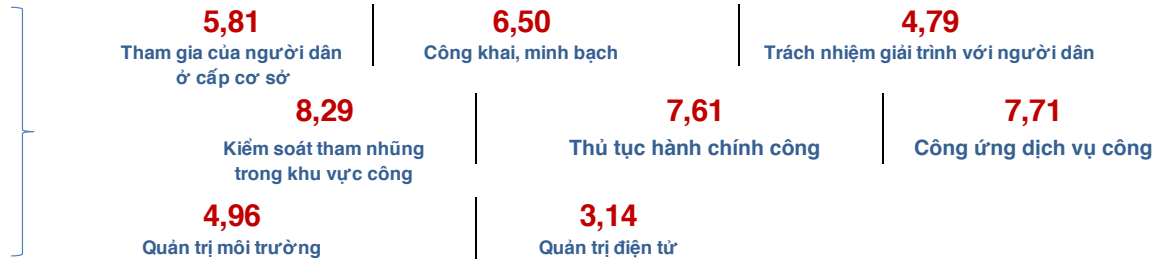 5,81
6,50
4,79
Tham gia của người dân
ở cấp cơ sở
Công khai, minh bạch
Trách nhiệm giải trình với người dân
8,29
7,61
7,71
Kiểm soát tham nhũng
trong khu vực công
Thủ tục hành chính công
Công ứng dịch vụ công
4,96
3,14
Quản trị môi trường
Quản trị điện tử